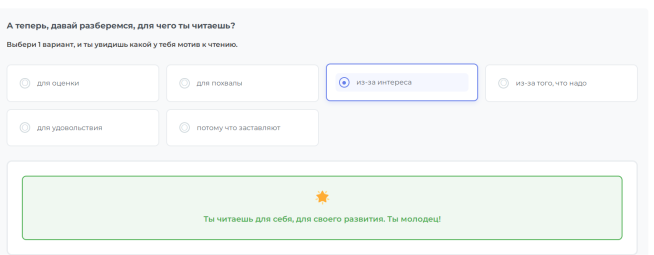 А теперь, давай разберемся, для чего ты читаешь?
Выбери 1 вариант, и ты увидишь какой у тебя мотив к чтению.
для оценки
для похвалы
из-за интереса
из-за того, что надо
для удовольствия
потому что заставляют
Ты читаешь для себя, для своего развития. Ты молодец!